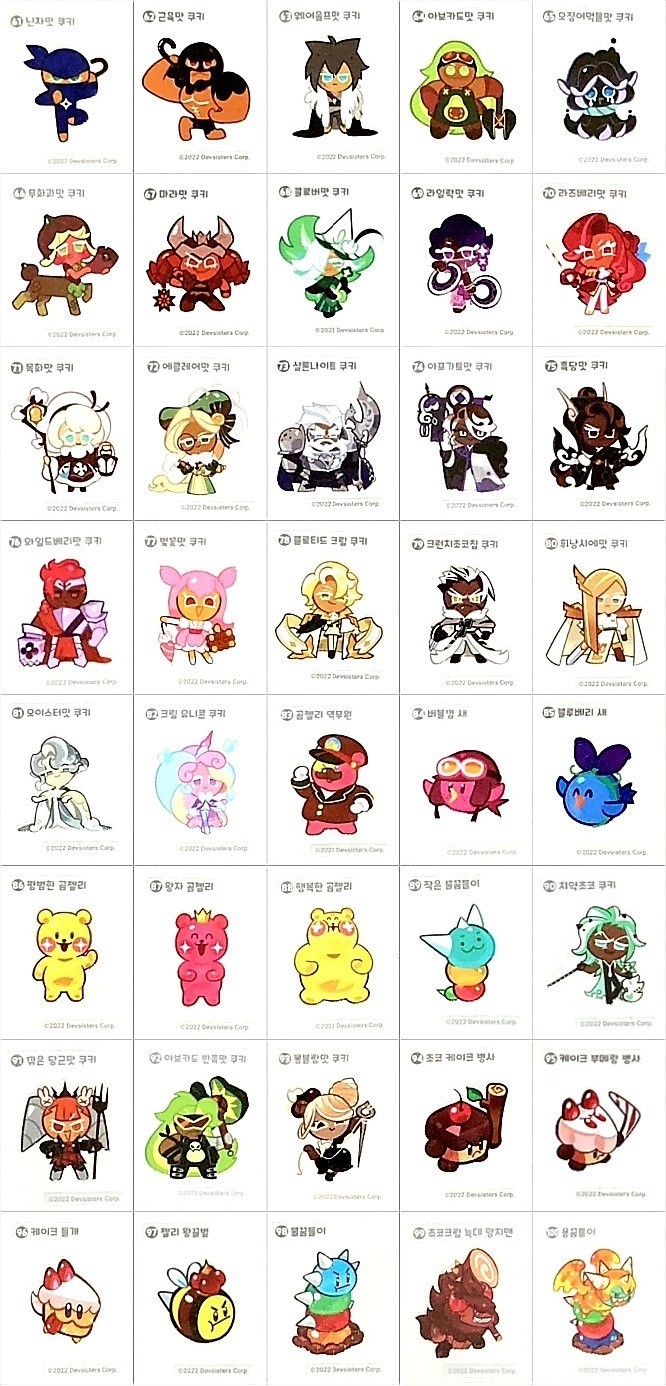 61 닌자맛 쿠키
62 근육맛 쿠키
63 웨어울프맛 쿠키
64 아보카도맛 쿠키
65 오징어먹물맛 쿠키
©2022 Devsisters Corp.
©2022 Devsisters Corp.
©2022 Devsisters Corp.
©2022 Devsisters Corp.
©2022 Devsisters Corp.
66 무화과맛 쿠키
67 마라맛 쿠키
68 클로버맛 쿠키
69 라일락맛 쿠키
70 라즈베리맛 쿠키
©2022 Devsisters Corp.
©2022 Devsisters Corp.
©2022 Devsisters Corp.
©2022 Devsisters Corp.
©2022 Devsisters Corp.
71 목화맛 쿠키
72 에클레어맛 쿠키
73 살룬나이트 쿠키
74 아포가토맛 쿠키
75 흑당맛 쿠키
©2022 Devsisters Corp.
©2022 Devsisters Corp.
©2022 Devsisters Corp.
©2022 Devsisters Corp.
©2022 Devsisters Corp.
76 와일드베리맛 쿠키
77 벚꽃맛 쿠키
78 클로티드 크림 쿠키
79 크런치초코칩 쿠키
80 휘낭시에맛 쿠키
©2022 Devsisters Corp.
©2022 Devsisters Corp.
©2022 Devsisters Corp.
©2022 Devsisters Corp.
©2022 Devsisters Corp.
81 오이스터맛 쿠키
82 크림 유니콘 쿠키
83 곰젤리 역무원
84 버블껌 새
85 블루베리 새
©2022 Devsisters Corp.
©2022 Devsisters Corp.
©2022 Devsisters Corp.
©2022 Devsisters Corp.
©2022 Devsisters Corp.
86 평범한 곰젤리
87 왕자 곰젤리
88 행복한 곰젤리
89 작은 불꿈틀이
90 치약초코 쿠키
©2022 Devsisters Corp.
©2022 Devsisters Corp.
©2022 Devsisters Corp.
©2022 Devsisters Corp.
©2022 Devsisters Corp.
91 깎은 당근맛 쿠키
92 아보카도 반쪽맛 쿠키
93 몽블랑맛 쿠키
94 초코 케이크 병사
95 케이크 부메랑 병사
©2022 Devsisters Corp.
©2022 Devsisters Corp.
©2022 Devsisters Corp.
©2022 Devsisters Corp.
©2022 Devsisters Corp.
96 케이크 들개
97 젤리 왕꿀벌
98 불꿈틀이
99 초코크림 늑대 망치맨
100 용꿈틀이
©2022 Devsisters Corp.
©2022 Devsisters Corp.
©2022 Devsisters Corp.
©2022 Devsisters Corp.
©2022 Devsisters Corp.